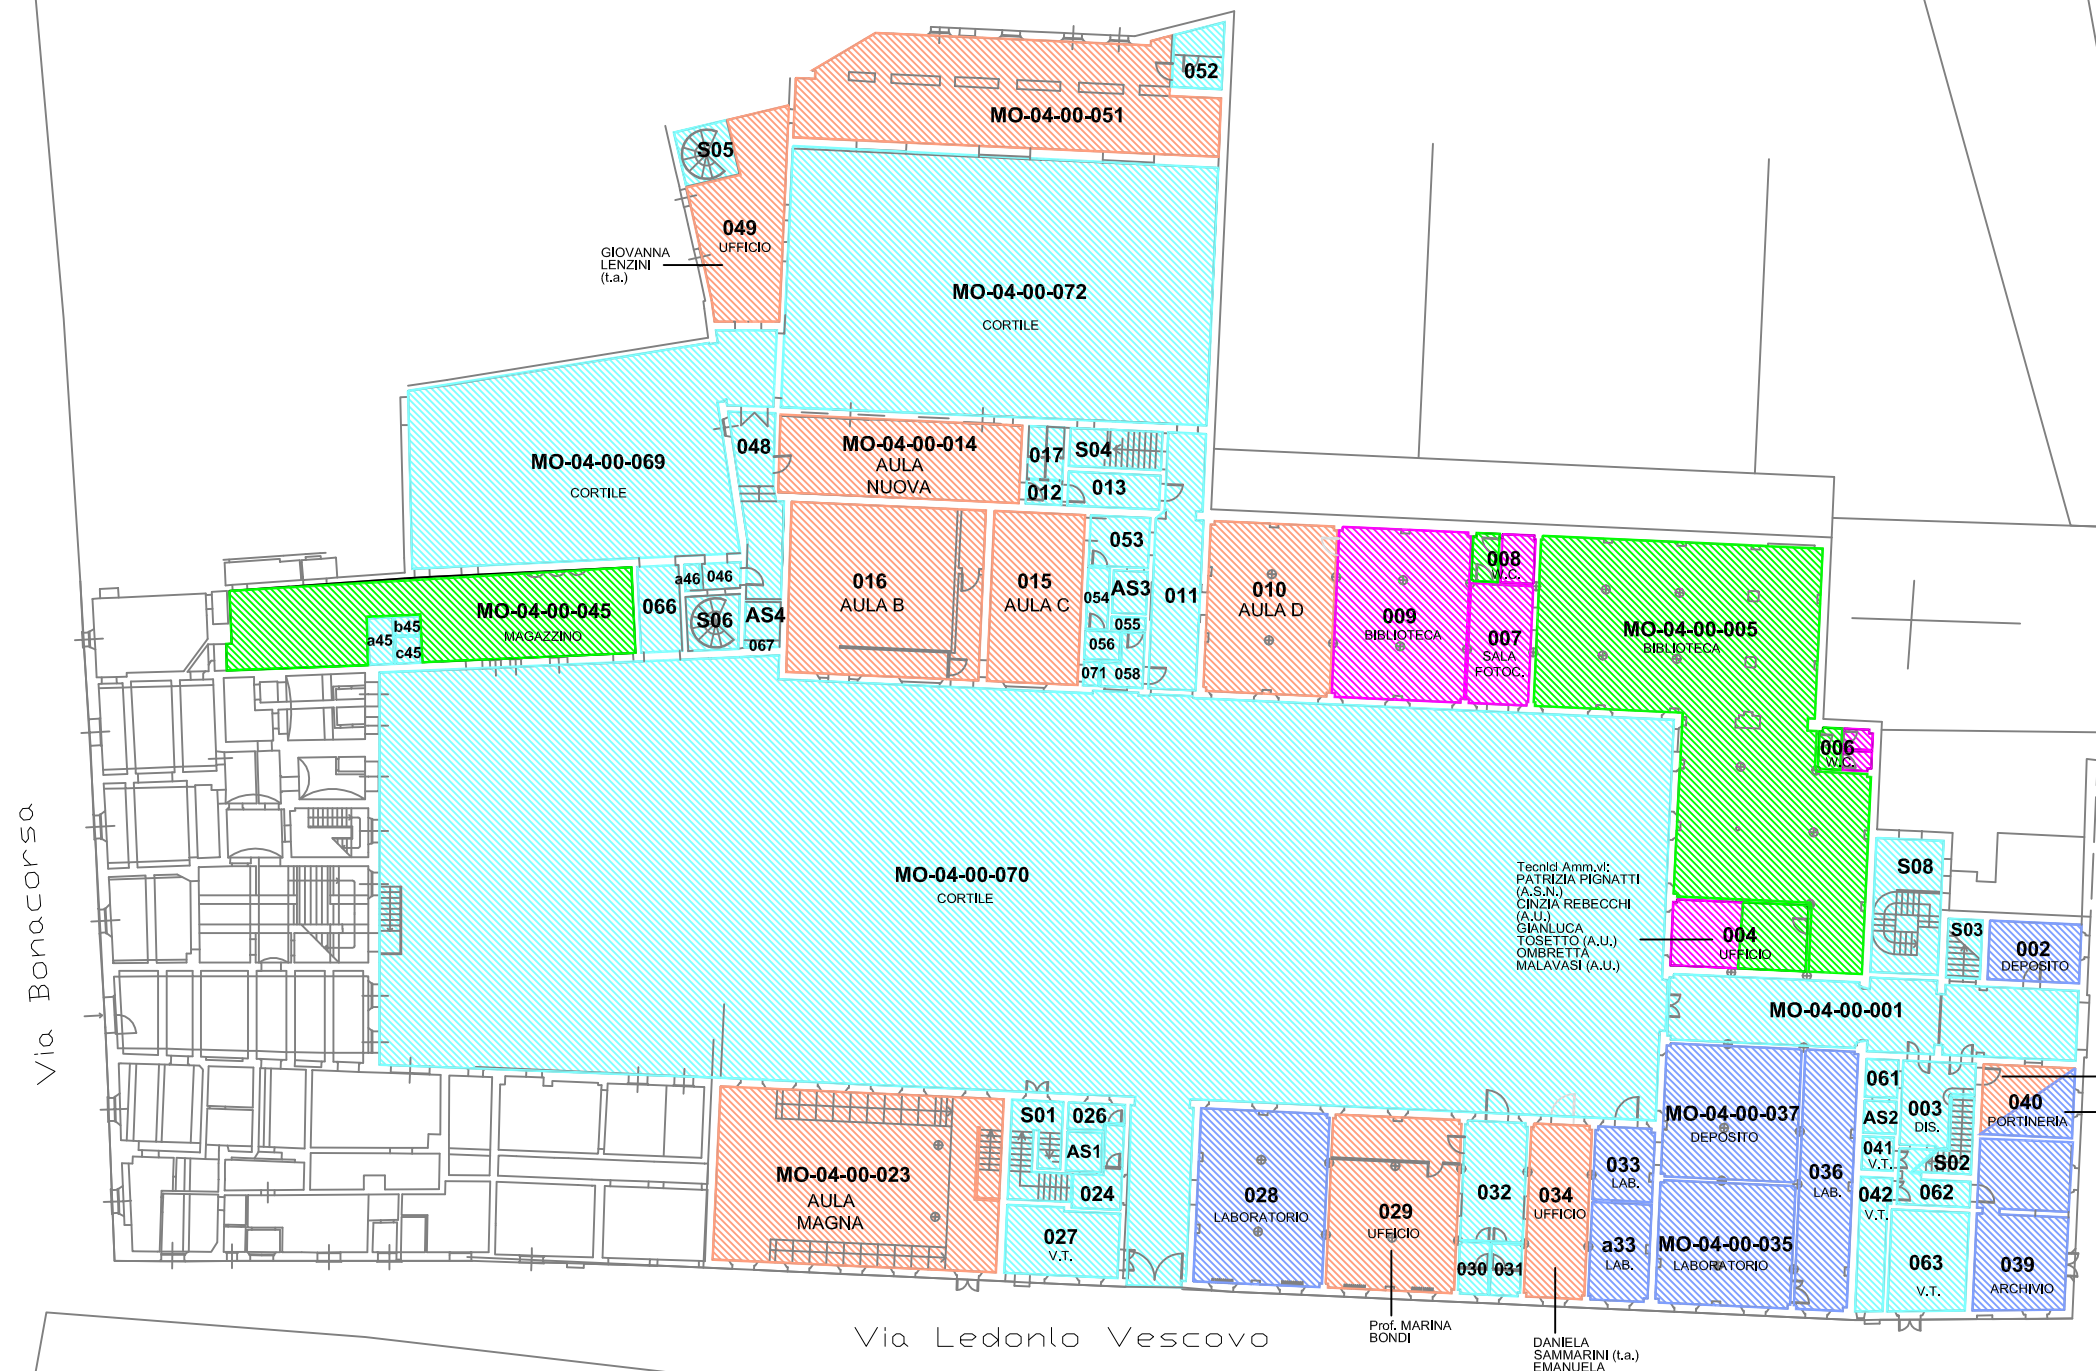 052
MO-04-00-051
S05
049
UFFICIO
GIOVANNA
LENZINI
(t.a.)
MO-04-00-072
CORTILE
MO-04-00-069
CORTILE
048
MO-04-00-014
AULA
NUOVA
017
S04
012
013
053
016
AULA B
015
AULA C
054
AS3
055
056
071
058
011
010
AULA D
009
BIBLIOTECA
008
W.C.
007
SALA
FOTOC.
MO-04-00-005
BIBLIOTECA
006
W.C.
MO-04-00-045
MAGAZZINO
a45
b45
c45
066
a46
046
S06
AS4
067
MO-04-00-070
CORTILE
Tecnici Amm.vi:
PATRIZIA PIGNATTI
(A.S.N.)
CINZIA REBECCHI
(A.U.)
GIANLUCA
TOSETTO (A.U.)
OMBRETTA
MALAVASI (A.U.)
004
UFFICIO
S08
S03
002
DEPOSITO
MO-04-00-001
Via Bonacorsa
MO-04-00-023
AULA
MAGNA
S01
026
AS1
024
027
V.T.
028
LABORATORIO
029
UFFICIO
032
030
031
034
UFFICIO
033
LAB.
a33
LAB.
MO-04-00-037
DEPOSITO
MO-04-00-035
LABORATORIO
036
LAB.
061
AS2
041
V.T.
042
V.T.
003
DIS.
S02
062
063
V.T.
040
PORTINERIA
039
ARCHIVIO
Via Ledonlo Vescovo
Prof. MARINA
BONDI
DANIELA
SAMMARINI (t.a.)
EMANUELA